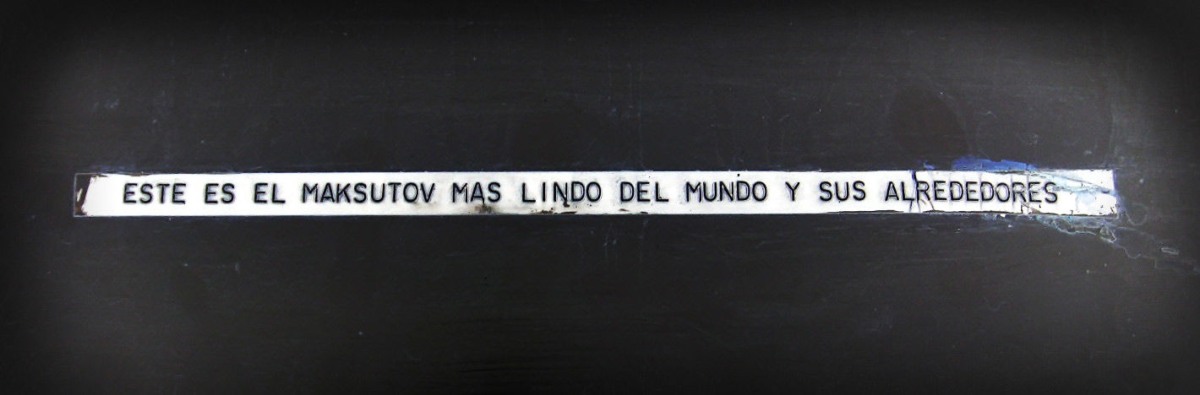 ESTE ES EL MAKSUTOV MAS LINDO DEL MUNDO Y SUS ALREDEDORES